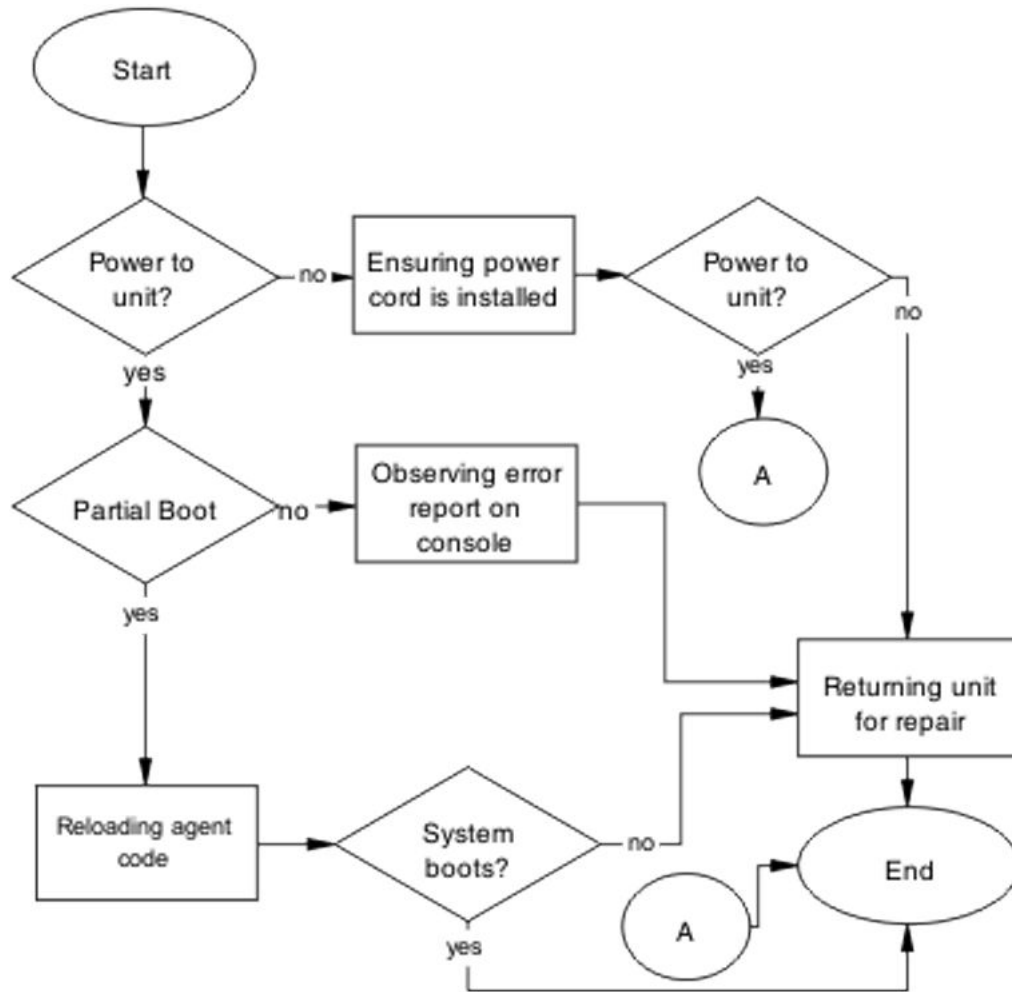 Start
Power to
unit?
no
Ensuring power
cord is installed
Power to
unit?
no
yes
yes
A
Partial Boot
no
Observing error
report on
console
yes
Returning unit
for repair
Reloading agent
code
System
boots?
no
A
End
yes